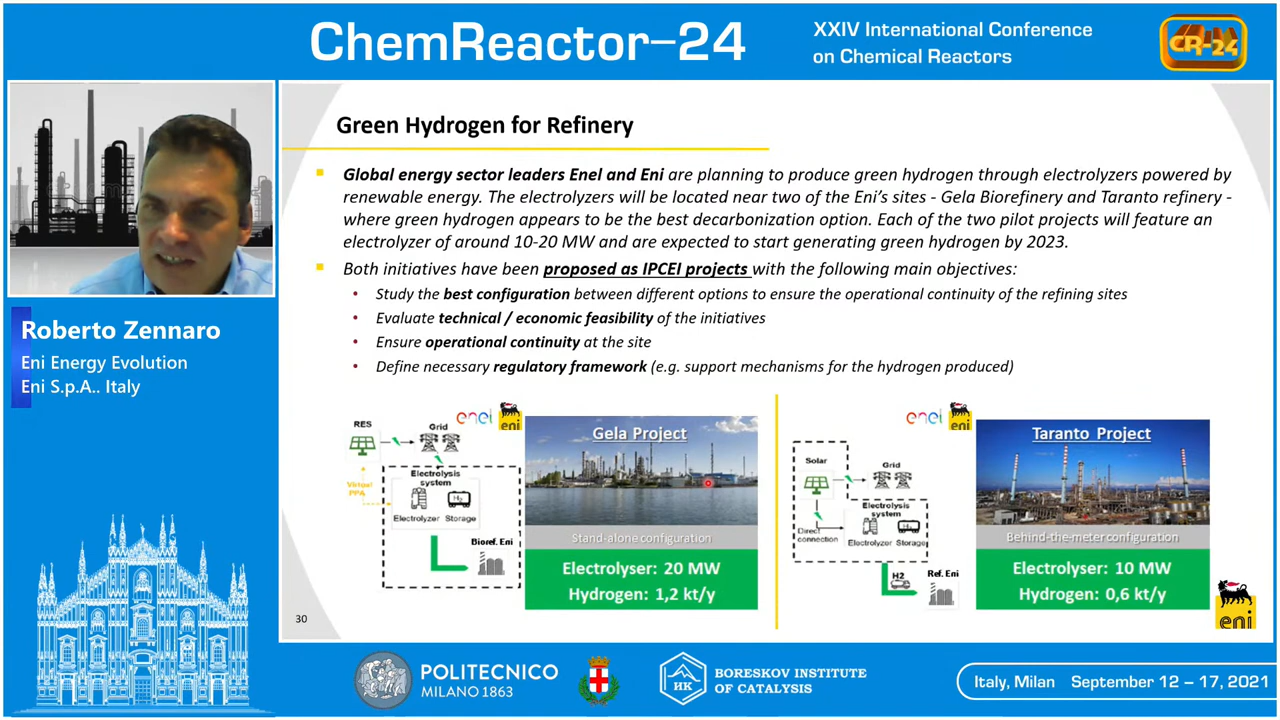 ChemReactor–24
XXIV International Conference
on Chemical Reactors
CR-24
Roberto Zennaro
Eni Energy Evolution
Eni S.p.A.. Italy
Green Hydrogen for Refinery
Global energy sector leaders Enel and Eni are planning to produce green hydrogen through electrolyzers powered by
renewable energy. The electrolyzers will be located near two of the Eni's sites - Gela Biorefinery and Taranto refinery -
where green hydrogen appears to be the best decarbonization option. Each of the two pilot projects will feature an
electrolyzer of around 10-20 MW and are expected to start generating green hydrogen by 2023.
Both initiatives have been proposed as IPCEI projects with the following main objectives:
• Study the best configuration between different options to ensure the operational continuity of the refining sites
• Evaluate technical / economic feasibility of the initiatives
• Ensure operational continuity at the site
• Define necessary regulatory framework (e.g. support mechanisms for the hydrogen produced)
enel
eni
RES
Grid
Virtual
PPA
Electrolysis
system
H₂
Electrolyzer Storage
Bioref. Eni
Gela Project
Stand-alone configuration
Electrolyser: 20 MW
Hydrogen: 1,2 kt/y
enel
eni
Solar
Grid
Direct
connection
Electrolysis
system
H₂
Electrolyzer Storage
H2
Ref. Eni
Taranto Project
Behind-the-meter configuration
Electrolyser: 10 MW
Hydrogen: 0,6 kt/y
eni
30
POLITECNICO
MILANO 1863
НК
BORESKOV INSTITUTE
OF CATALYSIS
Italy, Milan September 12 – 17, 2021